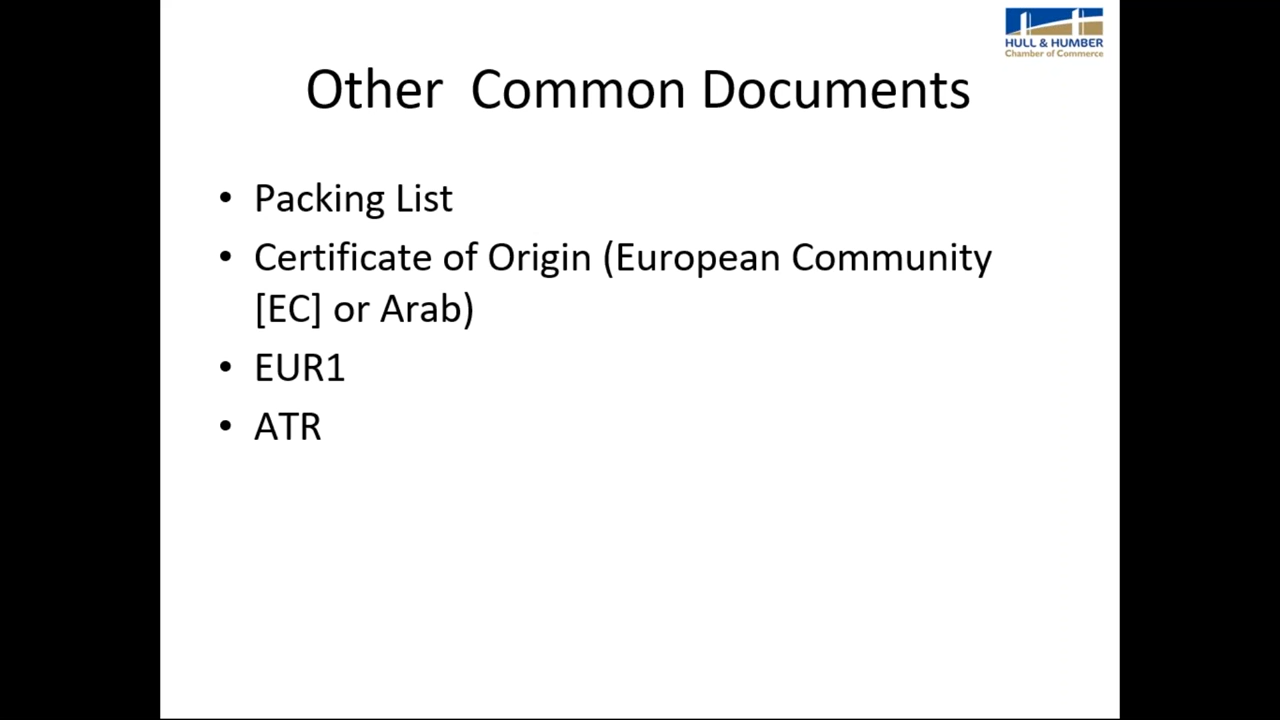 HULL & HUMBER
Chamber of Commerce
Other  Common Documents
• Packing List
• Certificate of Origin (European Community
[EC] or Arab)
• EUR1
• ATR